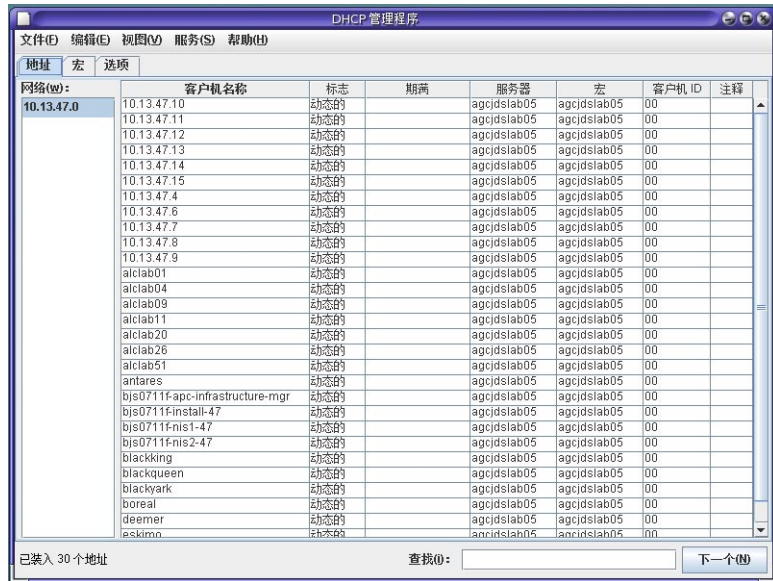 DHCP 管理程序
文件(F) 编辑(E) 视图(V) 服务(S) 帮助(H)
地址 宏 选项
网络(w): 客户机名称 标志 期满 服务器 宏 客户机 ID 注释
10.13.47.0
10.13.47.10 动态的 agcjdslab05 agcjdslab05 00
10.13.47.11 动态的 agcjdslab05 agcjdslab05 00
10.13.47.12 动态的 agcjdslab05 agcjdslab05 00
10.13.47.13 动态的 agcjdslab05 agcjdslab05 00
10.13.47.14 动态的 agcjdslab05 agcjdslab05 00
10.13.47.15 动态的 agcjdslab05 agcjdslab05 00
10.13.47.4 动态的 agcjdslab05 agcjdslab05 00
10.13.47.6 动态的 agcjdslab05 agcjdslab05 00
10.13.47.7 动态的 agcjdslab05 agcjdslab05 00
10.13.47.8 动态的 agcjdslab05 agcjdslab05 00
10.13.47.9 动态的 agcjdslab05 agcjdslab05 00
alclab01 动态的 agcjdslab05 agcjdslab05 00
alclab04 动态的 agcjdslab05 agcjdslab05 00
alclab09 动态的 agcjdslab05 agcjdslab05 00
alclab11 动态的 agcjdslab05 agcjdslab05 00
alclab20 动态的 agcjdslab05 agcjdslab05 00
alclab26 动态的 agcjdslab05 agcjdslab05 00
alclab51 动态的 agcjdslab05 agcjdslab05 00
antares 动态的 agcjdslab05 agcjdslab05 00
bjs0711f-apc-infrastructure-mgr 动态的 agcjdslab05 agcjdslab05 00
bjs0711f-install-47 动态的 agcjdslab05 agcjdslab05 00
bjs0711f-nis1-47 动态的 agcjdslab05 agcjdslab05 00
bjs0711f-nis2-47 动态的 agcjdslab05 agcjdslab05 00
blackking 动态的 agcjdslab05 agcjdslab05 00
blackqueen 动态的 agcjdslab05 agcjdslab05 00
blackyark 动态的 agcjdslab05 agcjdslab05 00
boreal 动态的 agcjdslab05 agcjdslab05 00
deemer 动态的 agcjdslab05 agcjdslab05 00
eskimo 动态的 agcjdslab05 agcjdslab05 00
已装入 30 个地址 查找(i): 下一个(N)